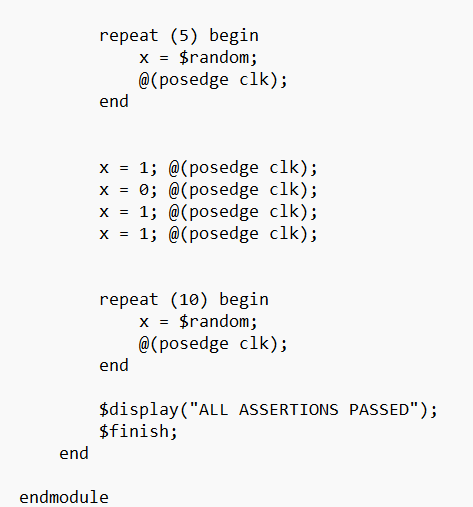 repeat (5) begin
x = $random;
@(posedge clk);
end
x = 1; @(posedge clk);
x = 0; @(posedge clk);
x = 1; @(posedge clk);
x = 1; @(posedge clk);
repeat (10) begin
x = $random;
@(posedge clk);
end
$display("ALL ASSERTIONS PASSED");
$finish;
end
endmodule